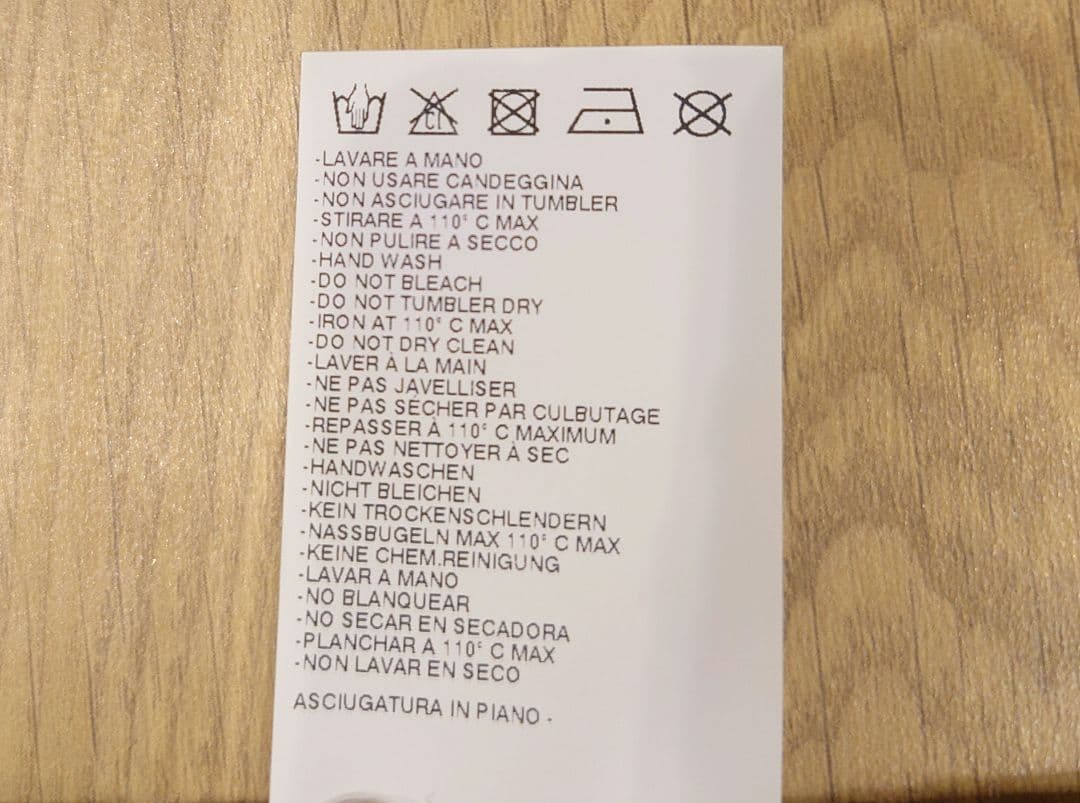 CL
-LAVARE A MANO
-NON USARE CANDEGGINA
-NON ASCIUGARE IN TUMBLER
-STIRARE A 110° C MAX
-NON PULIRE A SECCO
-HAND WASH
-DO NOT BLEACH
-DO NOT TUMBLER DRY
-IRON AT 110° C MAX
-DO NOT DRY CLEAN
-LAVER À LA MAIN
-NE PAS JAVELLISER
-NE PAS SÉCHER PAR CULBUTAGE
-REPASSER À 110° C MAXIMUM
-NE PAS NETTOYER À SEC
-HANDWASCHEN
-NICHT BLEICHEN
-KEIN TROCKENSCHLENDERN
-NASSBUGELN MAX 110° C MAX
-KEINE CHEM.REINIGUNG
-LAVAR A MANO
-NO BLANQUEAR
-NO SECAR EN SECADORA
-PLANCHAR A 110° C MAX
-NON LAVAR EN SECO
ASCIUGATURA IN PIANO -